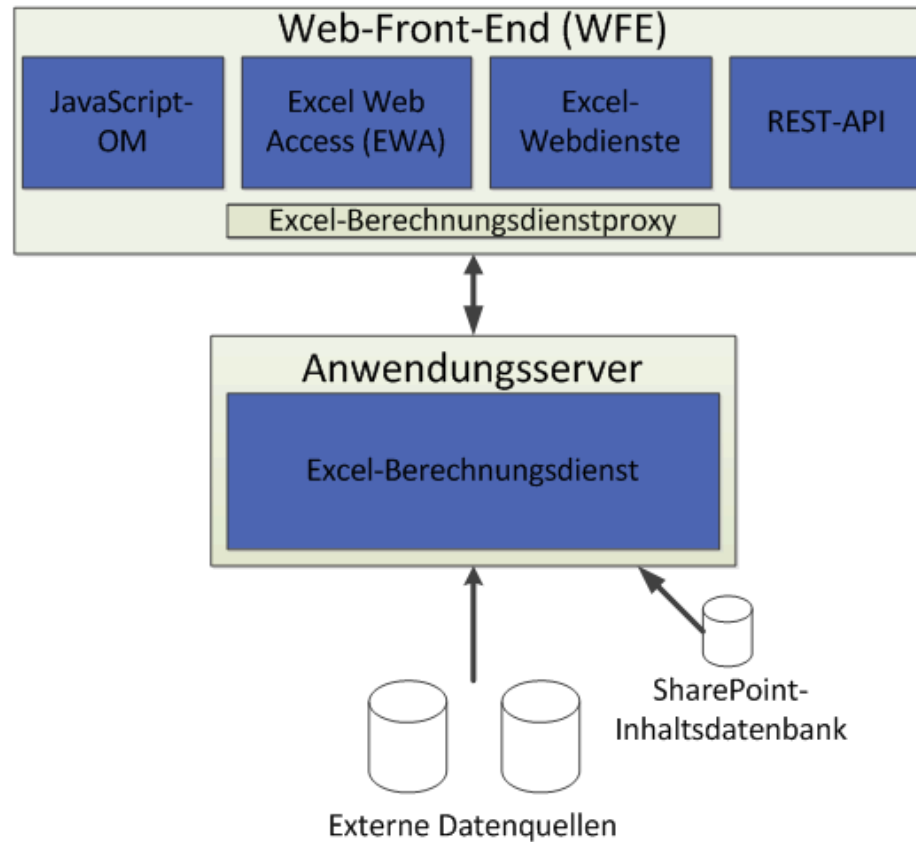 Web-Front-End (WFE)
JavaScript-
OM
Excel Web
Access (EWA)
Excel-
Webdienste
REST-API
Excel-Berechnungsdienstproxy
Anwendungsserver
Excel-Berechnungsdienst
SharePoint-
Inhaltsdatenbank
Externe Datenquellen